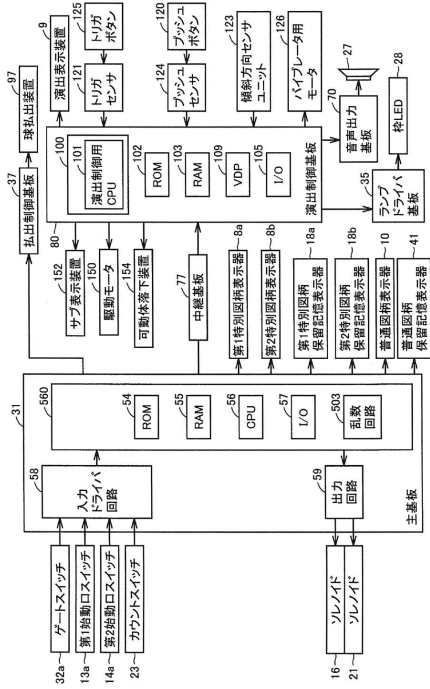 32a
ゲートスイッチ
13a
第1始動口スイッチ
14a
第2始動口スイッチ
23
カウントスイッチ
16
ソレノイド
21
ソレノイド
31
主基板
58
入力
ドライバ
回路
59
出力
回路
560
54
ROM
55
RAM
56
CPU
57
I/O
503
乱数
回路
37
払出制御基板
97
球払出装置
77
中継基板
8a
第1特別図柄表示器
8b
第2特別図柄表示器
18a
第1特別図柄
保留記憶表示器
18b
第2特別図柄
保留記憶表示器
10
普通図柄表示器
41
普通図柄
保留記憶表示器
152
サブ表示装置
150
駆動モータ
154
可動体落下装置
80
演出制御基板
100
101
演出制御用
CPU
102
ROM
103
RAM
109
VDP
105
I/O
9
演出表示装置
125
トリガ
ボタン
121
トリガ
センサ
120
プッシュ
ボタン
124
プッシュ
センサ
123
傾斜方向センサ
ユニット
126
バイブレータ用
モータ
70
音声出力
基板
27
35
ランプ
ドライバ
基板
28
枠LED